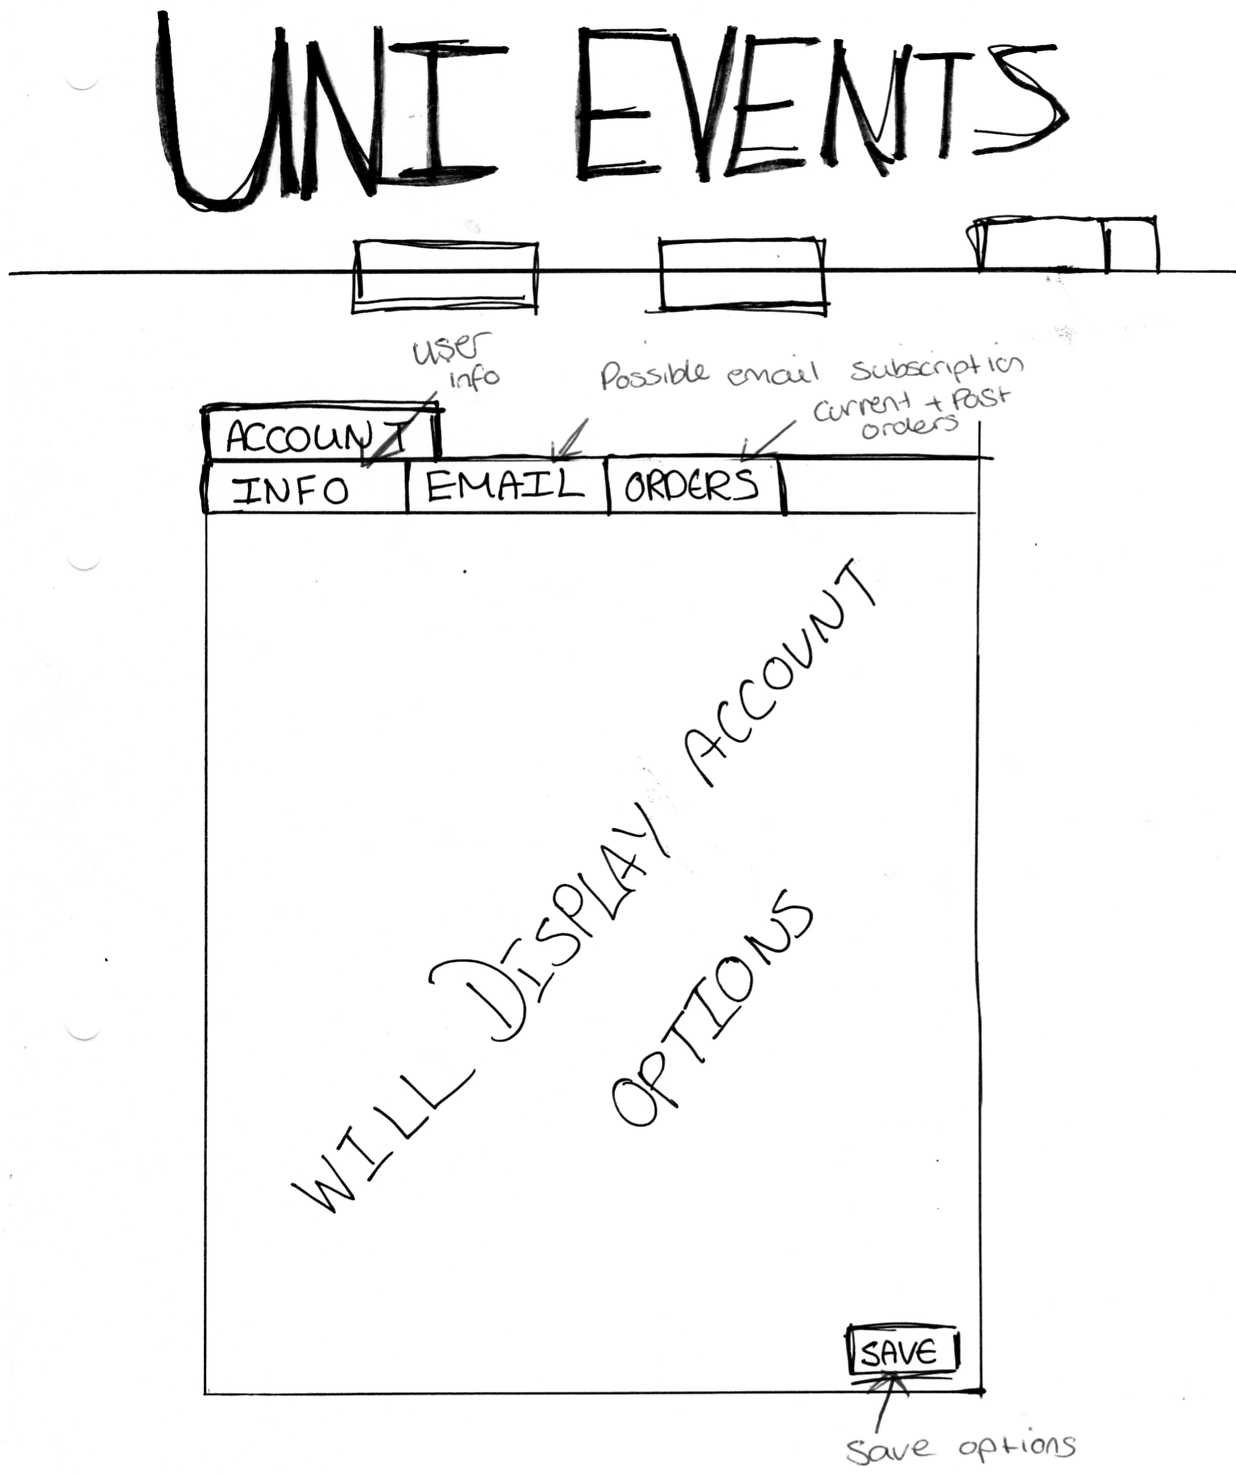 UNI EVENTS
user
info
Possible email subscription
current + Past
orders
ACCOUNT
INFO EMAIL ORDERS
WILL DISPLAY ACCOUNT
OPTIONS
SAVE
save options